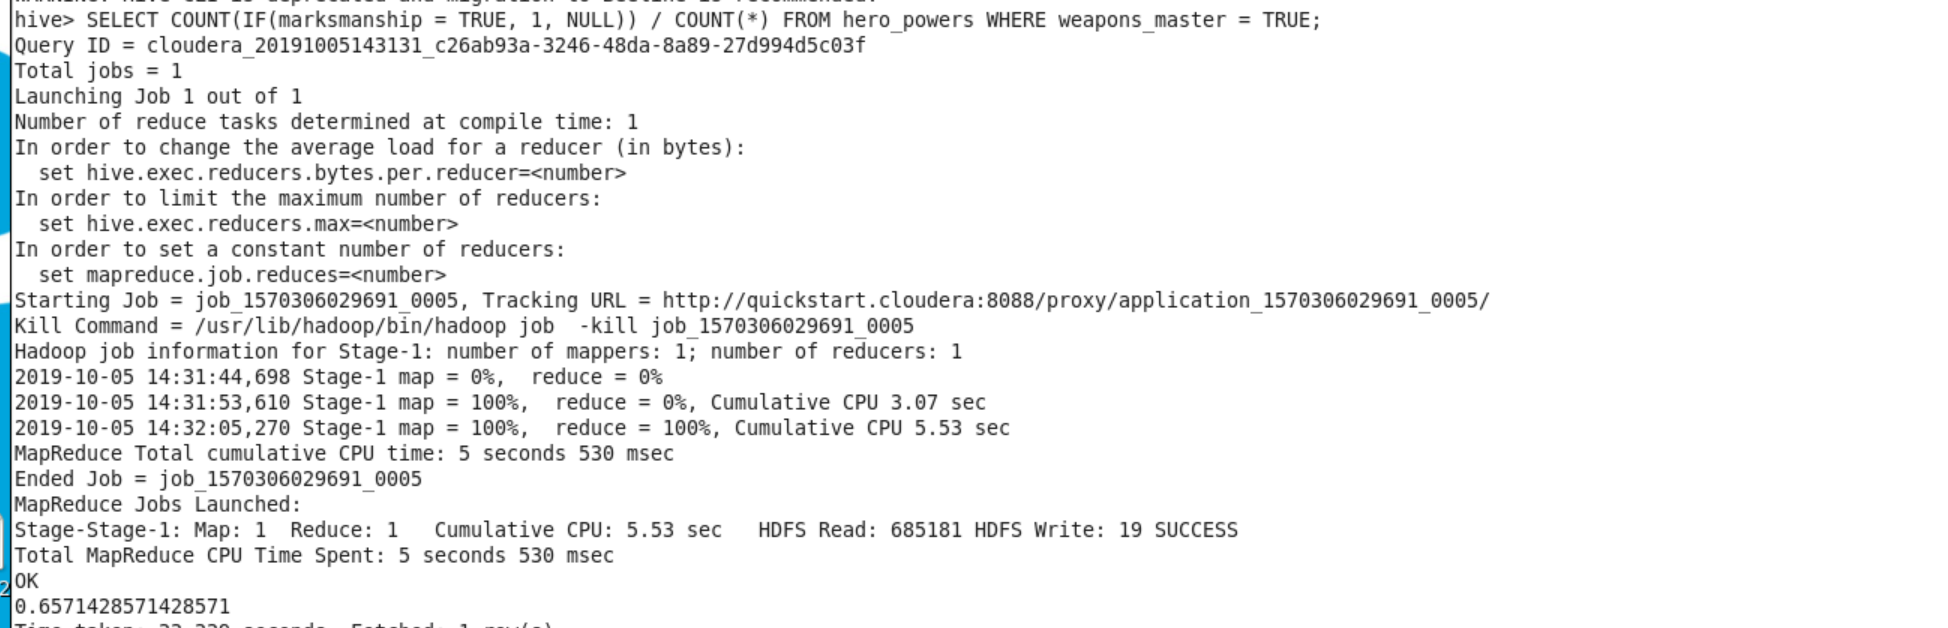 hive> SELECT COUNT(IF(marksmanship = TRUE, 1, NULL)) / COUNT(*) FROM hero_powers WHERE weapons_master = TRUE;
Query ID = cloudera_20191005143131_c26ab93a-3246-48da-8a89-27d994d5c03f
Total jobs = 1
Launching Job 1 out of 1
Number of reduce tasks determined at compile time: 1
In order to change the average load for a reducer (in bytes):
  set hive.exec.reducers.bytes.per.reducer=<number>
In order to limit the maximum number of reducers:
  set hive.exec.reducers.max=<number>
In order to set a constant number of reducers:
  set mapreduce.job.reduces=<number>
Starting Job = job_1570306029691_0005, Tracking URL = http://quickstart.cloudera:8088/proxy/application_1570306029691_0005/
Kill Command = /usr/lib/hadoop/bin/hadoop job  -kill job_1570306029691_0005
Hadoop job information for Stage-1: number of mappers: 1; number of reducers: 1
2019-10-05 14:31:44,698 Stage-1 map = 0%,  reduce = 0%
2019-10-05 14:31:53,610 Stage-1 map = 100%,  reduce = 0%, Cumulative CPU 3.07 sec
2019-10-05 14:32:05,270 Stage-1 map = 100%,  reduce = 100%, Cumulative CPU 5.53 sec
MapReduce Total cumulative CPU time: 5 seconds 530 msec
Ended Job = job_1570306029691_0005
MapReduce Jobs Launched:
Stage-Stage-1: Map: 1  Reduce: 1   Cumulative CPU: 5.53 sec   HDFS Read: 685181 HDFS Write: 19 SUCCESS
Total MapReduce CPU Time Spent: 5 seconds 530 msec
OK
0.6571428571428571